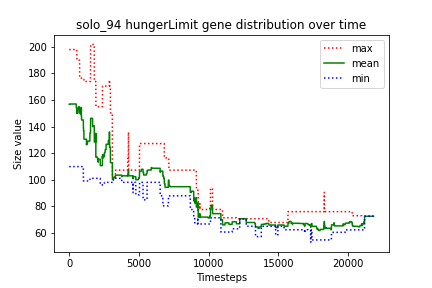 solo_94 hungerLimit gene distribution over time
max
mean
min
Size value
200
180
160
140
120
100
80
60
0
5000
10000
15000
20000
Timesteps